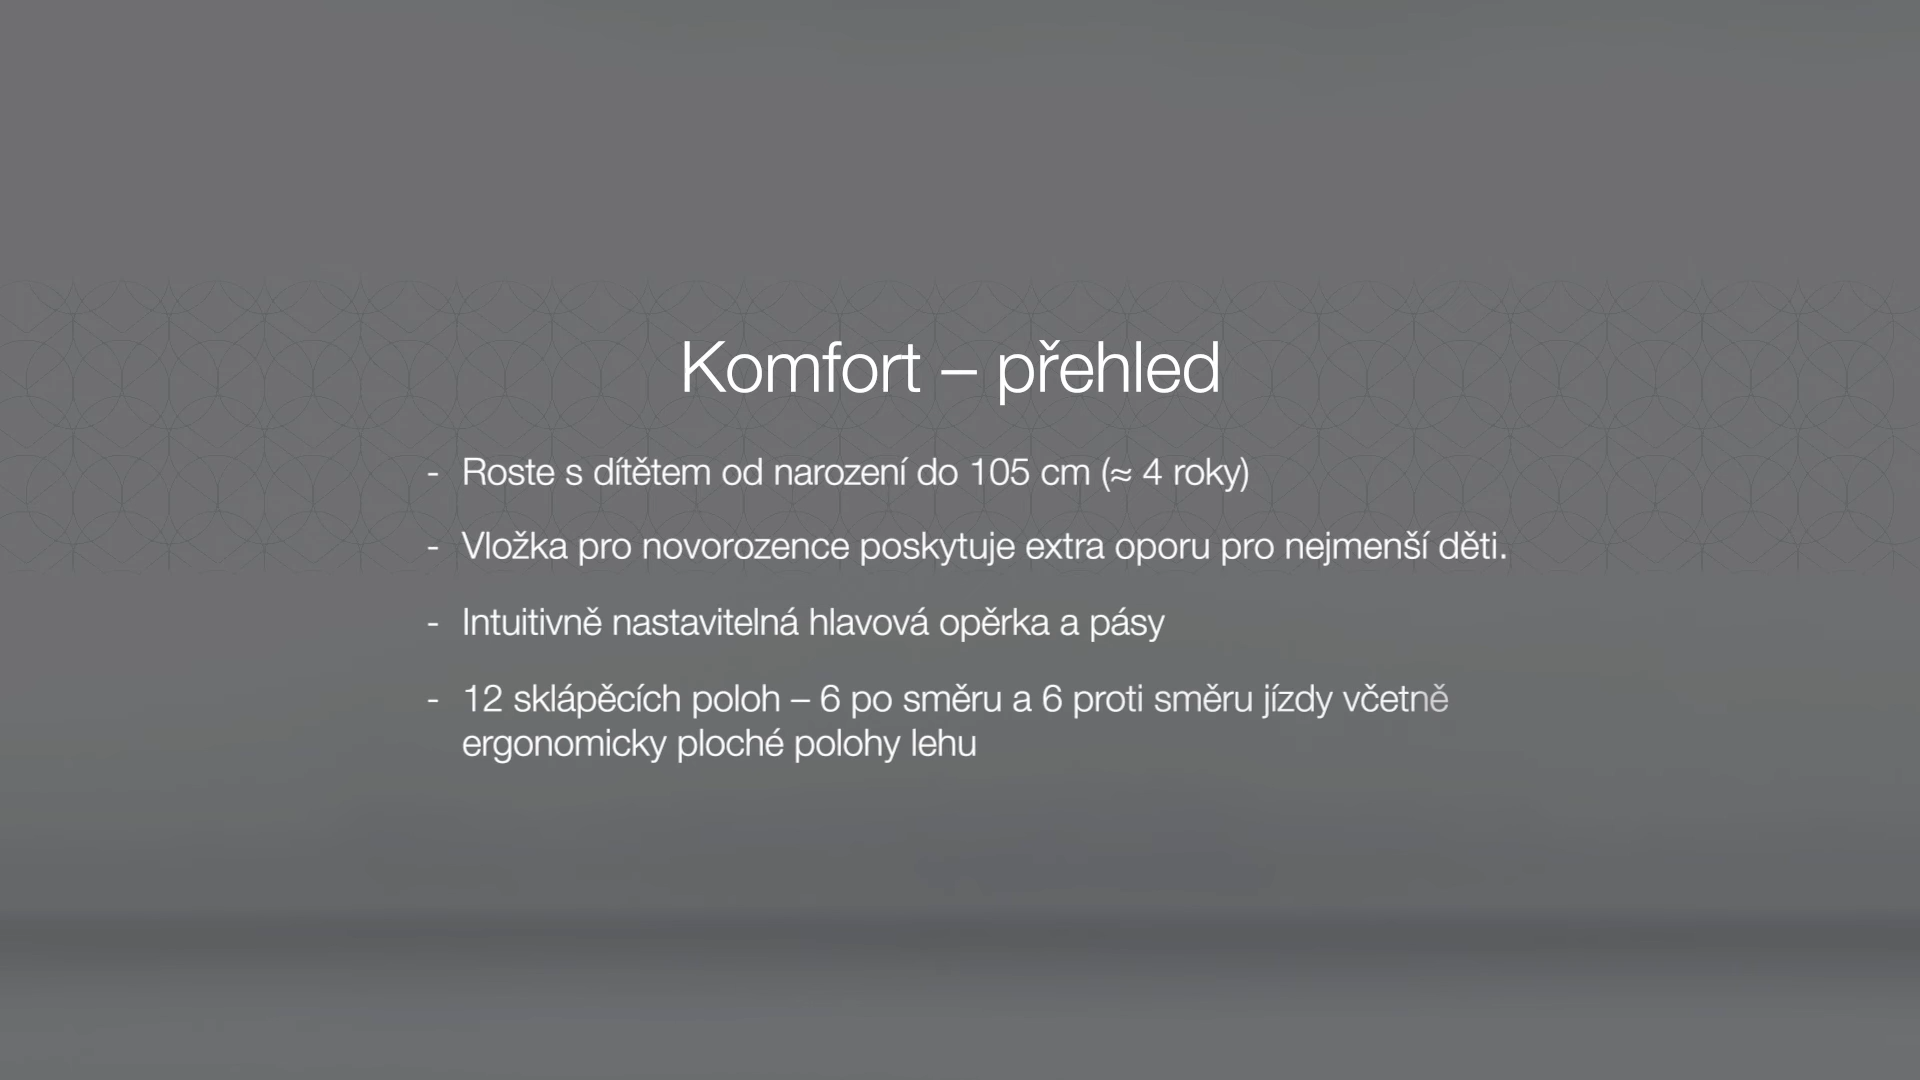 Komfort – přehled
- Roste s dítětem od narození do 105 cm (≈ 4 roky)
- Vložka pro novorozence poskytuje extra oporu pro nejmenší děti.
- Intuitivně nastavitelná hlavová opěrka a pásy
- 12 sklápěcích poloh – 6 po směru a 6 proti směru jízdy včetně
ergonomicky ploché polohy lehu